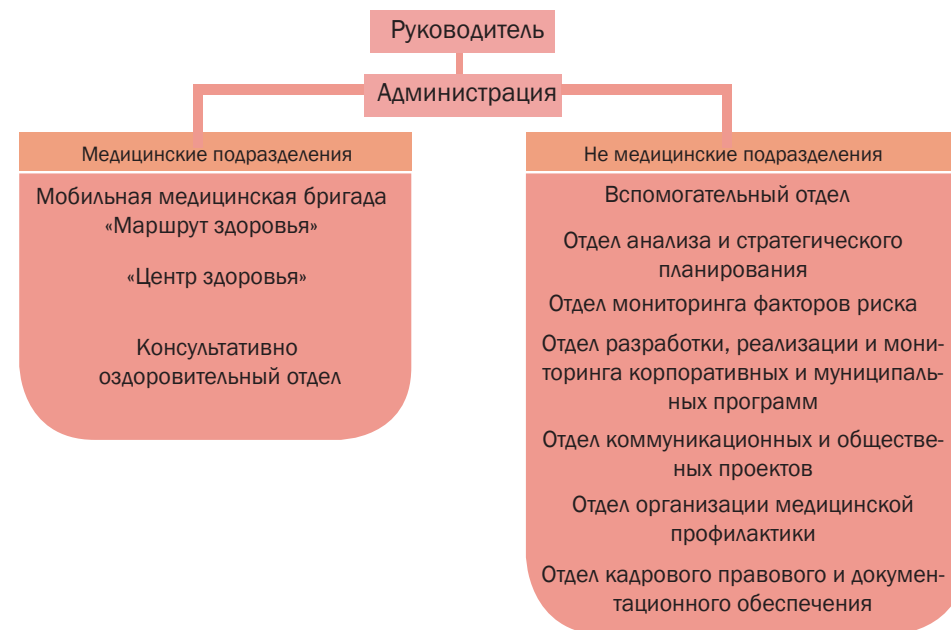 Руководитель
Администрация
Медицинские подразделения
Мобильная медицинская бригада
«Маршрут здоровья»
«Центр здоровья»
Консультативно
оздоровительный отдел
Не медицинские подразделения
Вспомогательный отдел
Отдел анализа и стратегического
планирования
Отдел мониторинга факторов риска
Отдел разработки, реализации и мони-
торинга корпоративных и муниципаль-
ных программ
Отдел коммуникационных и обществе-
ных проектов
Отдел организации медицинской
профилактики
Отдел кадрового правового и докумен-
тационного обеспечения